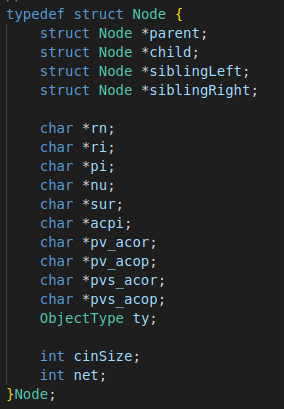 typedef struct Node {
    struct Node *parent;
    struct Node *child;
    struct Node *siblingLeft;
    struct Node *siblingRight;

    char *rn;
    char *ri;
    char *pi;
    char *nu;
    char *sur;
    char *acpi;
    char *pv_acor;
    char *pv_acop;
    char *pvs_acor;
    char *pvs_acop;
    ObjectType ty;

    int cinSize;
    int net;
}Node;